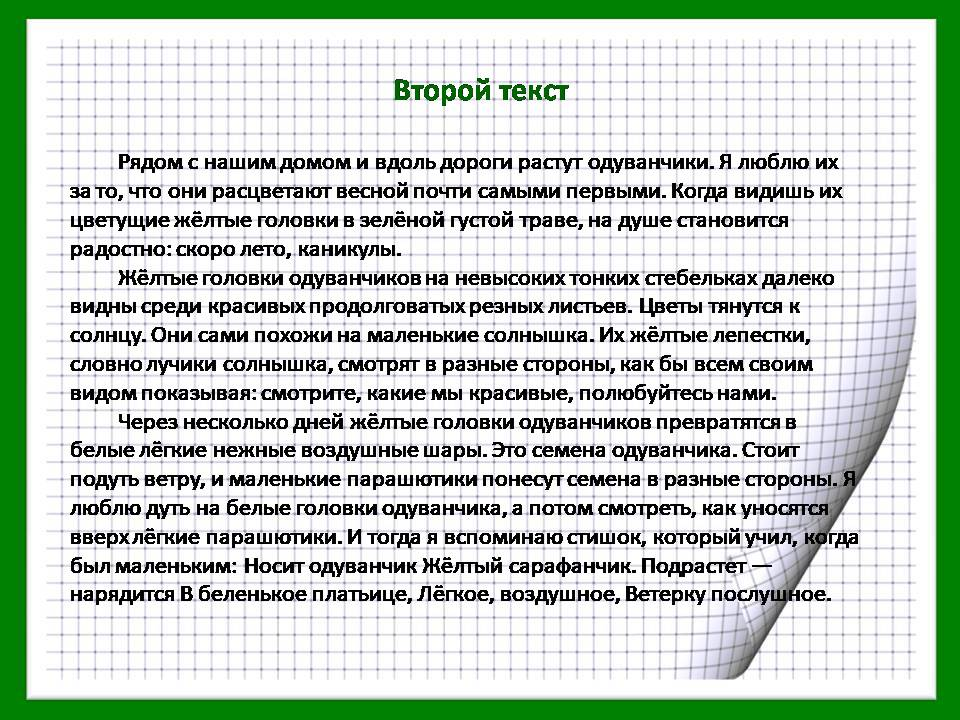 Второй текст
Рядом с нашим домом и вдоль дороги растут одуванчики. Я люблю их
за то, что они расцветают весной почти самыми первыми. Когда видишь их
цветущие жёлтые головки в зелёной густой траве, на душе становится
радостно: скоро лето, каникулы.
Жёлтые головки одуванчиков на невысоких тонких стебельках далеко
видны среди красивых продолговатых резных листьев. Цветы тянутся к
солнцу. Они сами похожи на маленькие солнышка. Их жёлтые лепестки,
словно лучики солнышка, смотрят в разные стороны, как бы всем своим
видом показывая: смотрите, какие мы красивые, полюбуйтесь нами.
Через несколько дней жёлтые головки одуванчиков превратятся в
белые лёгкие нежные воздушные шары. Это семена одуванчика. Стоит
подуть ветру, и маленькие парашютики понесут семена в разные стороны. Я
люблю дуть на белые головки одуванчика, а потом смотреть, как уносятся
вверх лёгкие парашютики. И тогда я вспоминаю стишок, который учил, когда
был маленьким: Носит одуванчик Жёлтый сарафанчик. Подрастёт —
нарядится В беленькое платьице, Лёгкое, воздушное, Ветерку послушное.